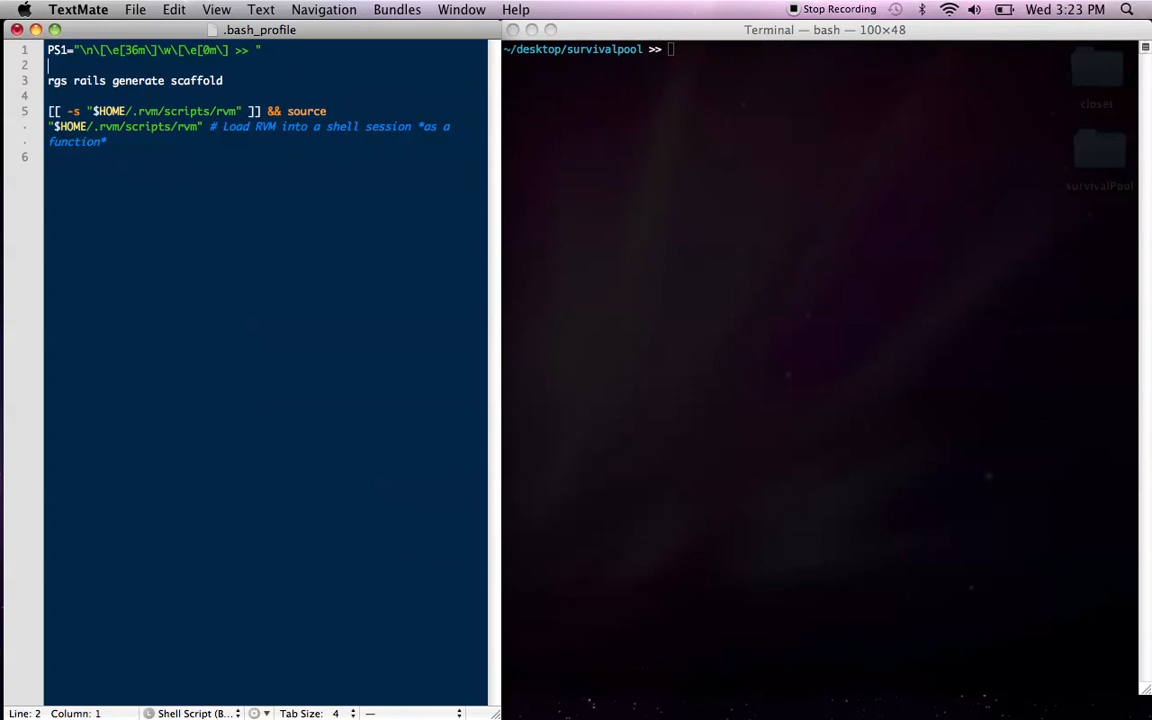 TextMate File Edit View Text Navigation Bundles Window Help Stop Recording Wed 3:23 PM
.bash_profile
1 PS1="\n\[\e[36m\]\w\[\e[0m\] >> "
2
3 rgs rails generate scaffold
4
5 [[ -s "$HOME/.rvm/scripts/rvm" ]] && source
"$HOME/.rvm/scripts/rvm" # Load RVM into a shell session *as a
function*
6
Line: 2 Column: 1 Shell Script (B... Tab Size: 4 —
Terminal — bash — 100×48
~/desktop/survivalpool >>
closes
survivalPool